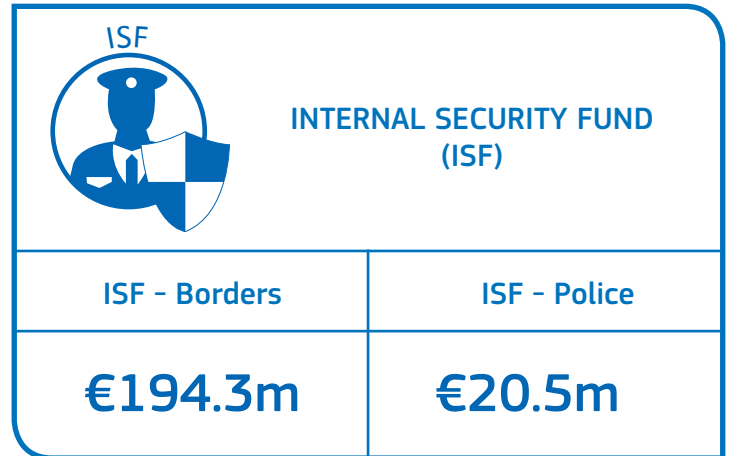 ISF
INTERNAL SECURITY FUND
(ISF)
ISF - Borders
ISF - Police
€194.3m
€20.5m